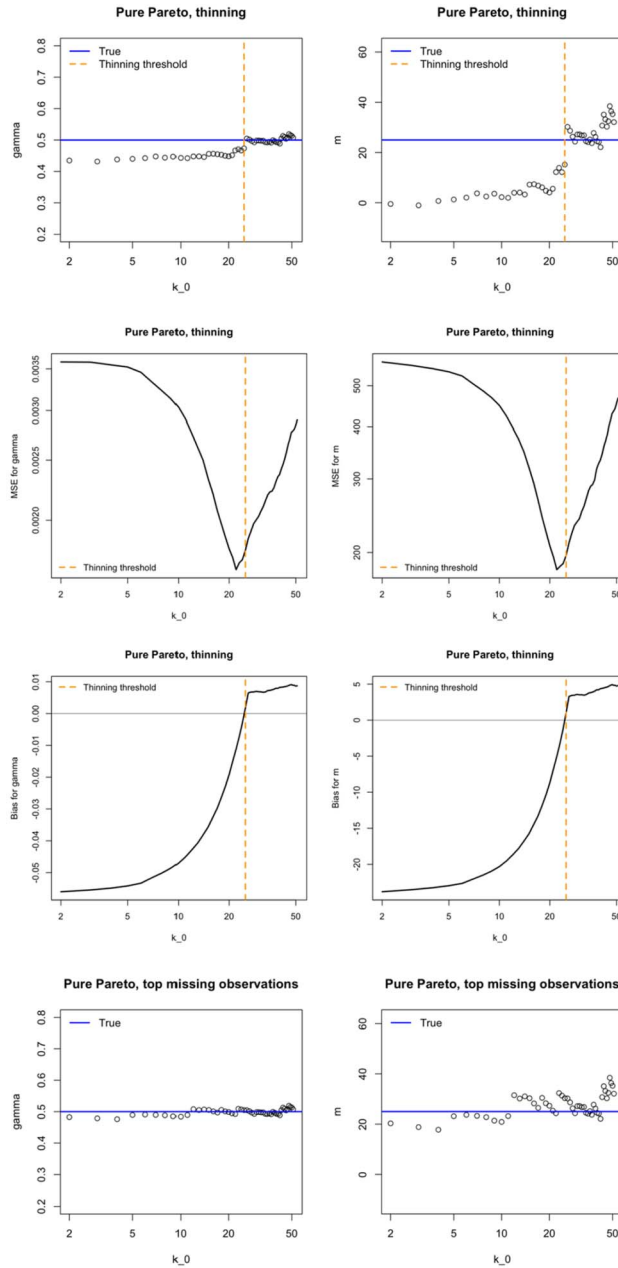 Pure Pareto, thinning
True
Thinning threshold
gamma
0.8
0.7
0.6
0.5
0.4
0.3
0.2
2 5 10 20 50
k_0
Pure Pareto, thinning
True
Thinning threshold
m
60
40
20
0
2 5 10 20 50
k_0
Pure Pareto, thinning
MSE for gamma
0.0035
0.0030
0.0025
0.0020
Thinning threshold
2 5 10 20 50
k_0
Pure Pareto, thinning
MSE for m
500
400
300
200
Thinning threshold
2 5 10 20 50
k_0
Pure Pareto, thinning
Thinning threshold
Bias for gamma
0.01
0.00
-0.01
-0.02
-0.03
-0.05
2 5 10 20 50
k_0
Pure Pareto, thinning
Thinning threshold
Bias for m
5
0
-5
-10
-15
-20
2 5 10 20 50
k_0
Pure Pareto, top missing observations
True
gamma
0.8
0.7
0.6
0.5
0.4
0.3
0.2
2 5 10 20 50
k_0
Pure Pareto, top missing observations
True
m
60
40
20
0
2 5 10 20 50
k_0